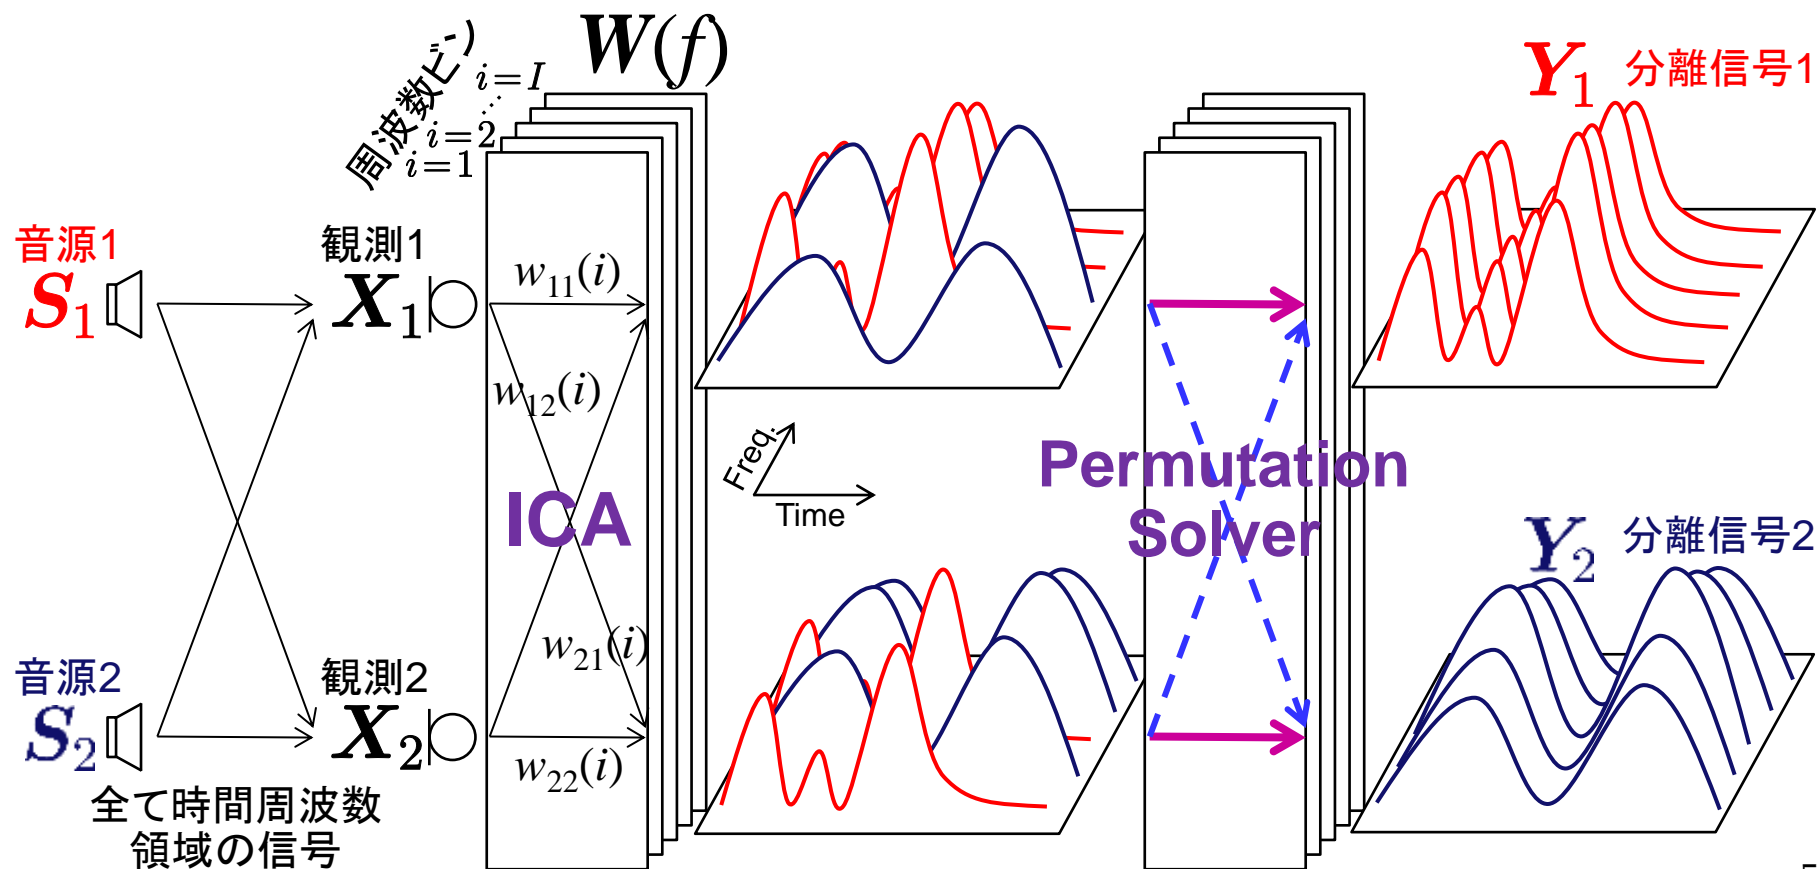 W(f)
周波数ビン
i=I
⋰
i=2
i=1
Y1 分離信号1
音源1
S1
観測1
X1
w11(i)
w12(i)
ICA
Freq.
Time
Permutation
Solver
Y2 分離信号2
w21(i)
音源2
S2
観測2
X2
w22(i)
全て時間周波数
領域の信号